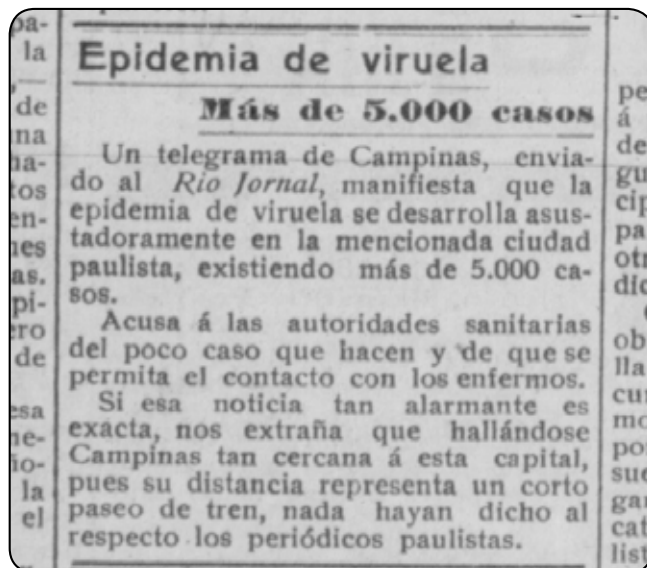 Epidemia de viruela
Más de 5.000 casos
Un telegrama de Campinas, envia-
do al Rio Jornal, manifiesta que la
epidemia de viruela se desarrolla asus-
tadoramente en la mencionada ciudad
paulista, existiendo más de 5.000 ca-
sos.
Acusa á las autoridades sanitarias
del poco caso que hacen y de que se
permita el contacto con los enfermos.
Si esa noticia tan alarmante es
exacta, nos extraña que hallándose
Campinas tan cercana á esta capital,
pues su distancia representa un corto
paseo de tren, nada hayan dicho al
respecto los periódicos paulistas.